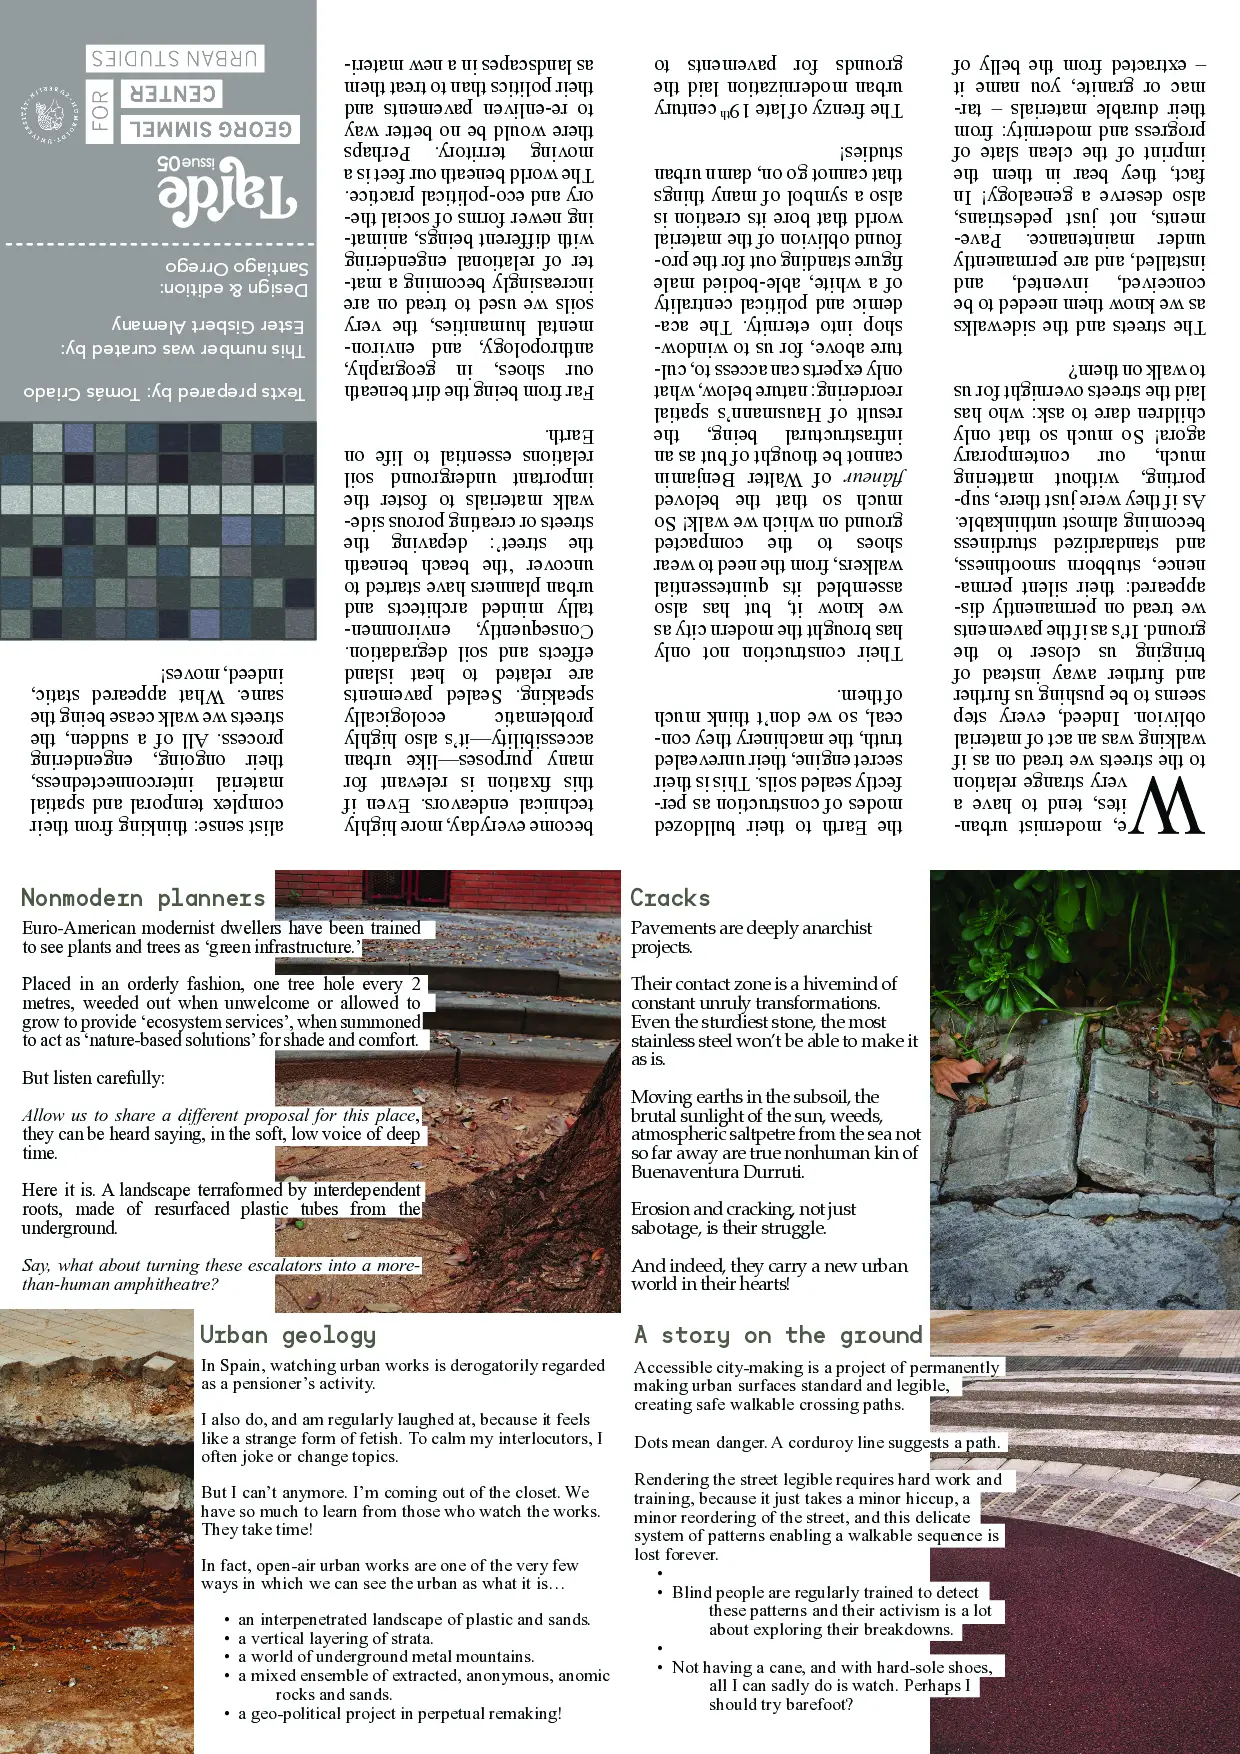 We, modernist urban-
ites, tend to have a
very strange relation
to the streets we tread on as if
walking was an act of material
oblivion. Indeed, every step
seems to be pushing us further
and further away instead of
bringing us closer to the
ground. It's as if the pavements
we tread on permanently dis-
appeared: their silent perma-
nence, stubborn smoothness,
and standardized sturdiness
becoming almost unthinkable.
As if they were just there, sup-
porting, without mattering
much, our contemporary
agora! So much so that only
children dare to ask: who has
laid the streets overnight for us
to walk on them?
The streets and the sidewalks
as we know them needed to be
conceived, invented, and
installed, and are permanently
under maintenance. Pave-
ments, not just pedestrians,
also deserve a genealogy! In
fact, they bear in them the
imprint of the clean slate of
progress and modernity: from
their durable materials – tar-
mac or granite, you name it
– extracted from the belly of
the Earth to their bulldozed
modes of construction as per-
fectly sealed soils. This is their
secret engine, their unrevealed
truth, the machinery they con-
ceal, so we don't think much
of them.
Their construction not only
has brought the modern city as
we know it, but has also
assembled its quintessential
walkers, from the need to wear
shoes to the compacted
ground on which we walk! So
much so that the beloved
flâneur of Walter Benjamin
cannot be thought of but as an
infrastructural being, the
result of Hausmann's spatial
reordering: nature below, what
only experts can access to, cul-
ture above, for us to window-
shop into eternity. The aca-
demic and political centrality
of a white, able-bodied male
figure standing out for the pro-
found oblivion of the material
world that bore its creation is
also a symbol of many things
that cannot go on, damn urban
studies!
The frenzy of late 19th century
urban modernization laid the
grounds for pavements to
become everyday, more highly
technical endeavors. Even if
this fixation is relevant for
many purposes—like urban
accessibility—it's also highly
problematic ecologically
speaking. Sealed pavements
are related to heat island
effects and soil degradation.
Consequently, environmen-
tally minded architects and
urban planners have started to
uncover 'the beach beneath
the street': depaving the
streets or creating porous side-
walk materials to foster the
important underground soil
relations essential to life on
Earth.
Far from being the dirt beneath
our shoes, in geography,
anthropology, and environ-
mental humanities, the very
soils we used to tread on are
increasingly becoming a mat-
ter of relational engendering
with different beings, animat-
ing newer forms of social the-
ory and eco-political practice.
The world beneath our feet is a
moving territory. Perhaps
there would be no better way
to re-enliven pavements and
their politics than to treat them
as landscapes in a new materi-
alist sense: thinking from their
complex temporal and spatial
material interconnectedness,
their ongoing, engendering
process. All of a sudden, the
streets we walk cease being the
same. What appeared static,
indeed, moves!
Texts prepared by: Tomás Criado
This number was curated by:
Ester Gisbert Alemany
Design & edition:
Santiago Orrego
Tarde
issue 05
GEORG SIMMEL
CENTER
FOR
URBAN STUDIES
Nonmodern planners
Euro-American modernist dwellers have been trained
to see plants and trees as 'green infrastructure.'
Placed in an orderly fashion, one tree hole every 2
metres, weeded out when unwelcome or allowed to
grow to provide 'ecosystem services', when summoned
to act as 'nature-based solutions' for shade and comfort.
But listen carefully:
Allow us to share a different proposal for this place,
they can be heard saying, in the soft, low voice of deep
time.
Here it is. A landscape terraformed by interdependent
roots, made of resurfaced plastic tubes from the
underground.
Say, what about turning these escalators into a more-
than-human amphitheatre?
Cracks
Pavements are deeply anarchist
projects.
Their contact zone is a hivemind of
constant unruly transformations.
Even the sturdiest stone, the most
stainless steel won't be able to make it
as is.
Moving earths in the subsoil, the
brutal sunlight of the sun, weeds,
atmospheric saltpetre from the sea not
so far away are true nonhuman kin of
Buenaventura Durruti.
Erosion and cracking, not just
sabotage, is their struggle.
And indeed, they carry a new urban
world in their hearts!
Urban geology
In Spain, watching urban works is derogatorily regarded
as a pensioner's activity.
I also do, and am regularly laughed at, because it feels
like a strange form of fetish. To calm my interlocutors, I
often joke or change topics.
But I can't anymore. I'm coming out of the closet. We
have so much to learn from those who watch the works.
They take time!
In fact, open-air urban works are one of the very few
ways in which we can see the urban as what it is…
• an interpenetrated landscape of plastic and sands.
• a vertical layering of strata.
• a world of underground metal mountains.
• a mixed ensemble of extracted, anonymous, anomic
rocks and sands.
• a geo-political project in perpetual remaking!
A story on the ground
Accessible city-making is a project of permanently
making urban surfaces standard and legible,
creating safe walkable crossing paths.
Dots mean danger. A corduroy line suggests a path.
Rendering the street legible requires hard work and
training, because it just takes a minor hiccup, a
minor reordering of the street, and this delicate
system of patterns enabling a walkable sequence is
lost forever.
•
• Blind people are regularly trained to detect
these patterns and their activism is a lot
about exploring their breakdowns.
•
• Not having a cane, and with hard-sole shoes,
all I can sadly do is watch. Perhaps I
should try barefoot?